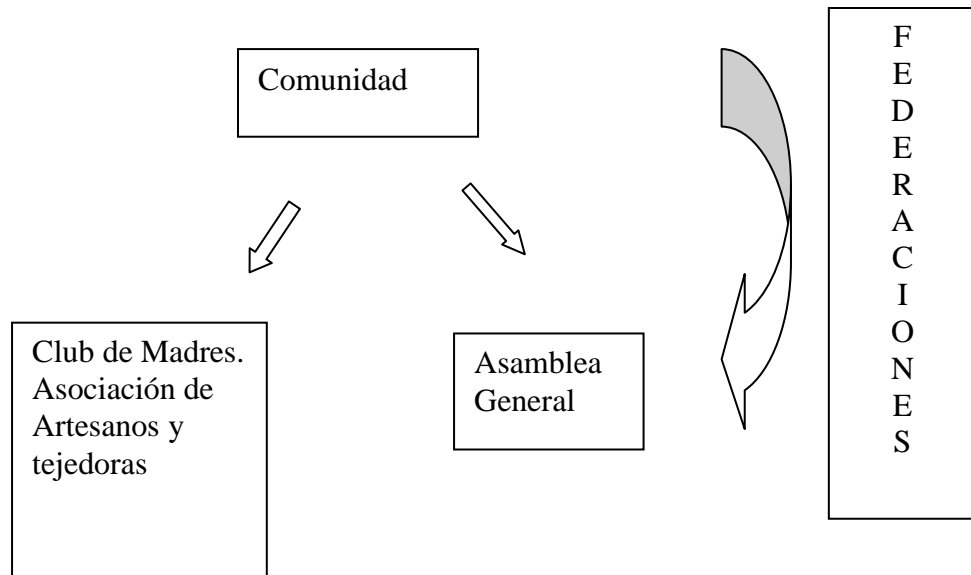 Comunidad
Club de Madres.
Asociación de
Artesanos y
tejedoras
Asamblea
General
F
E
D
E
R
A
C
I
O
N
E
S